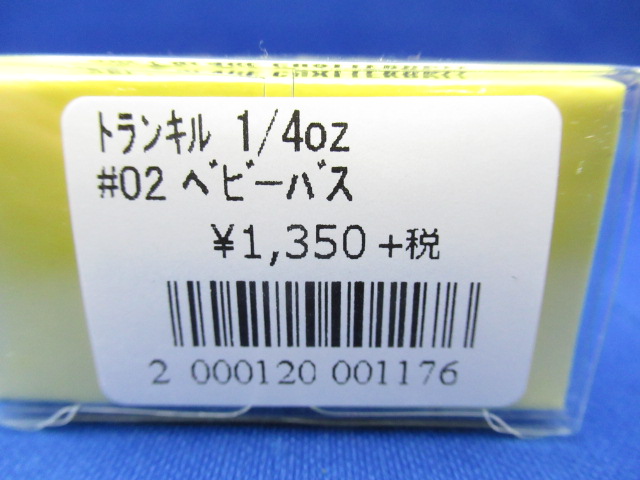 トランキル 1/4oz
#02 ベビーバス
¥1,350+税
2 000120 001176